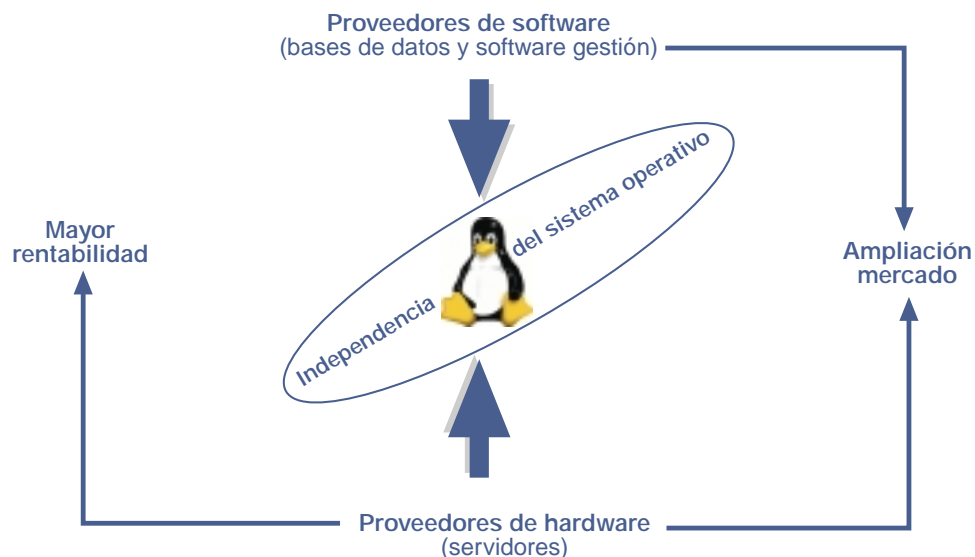 Proveedores de software
(bases de datos y software gestión)
Independencia del sistema operativo
Mayor
rentabilidad
Ampliación
mercado
Proveedores de hardware
(servidores)